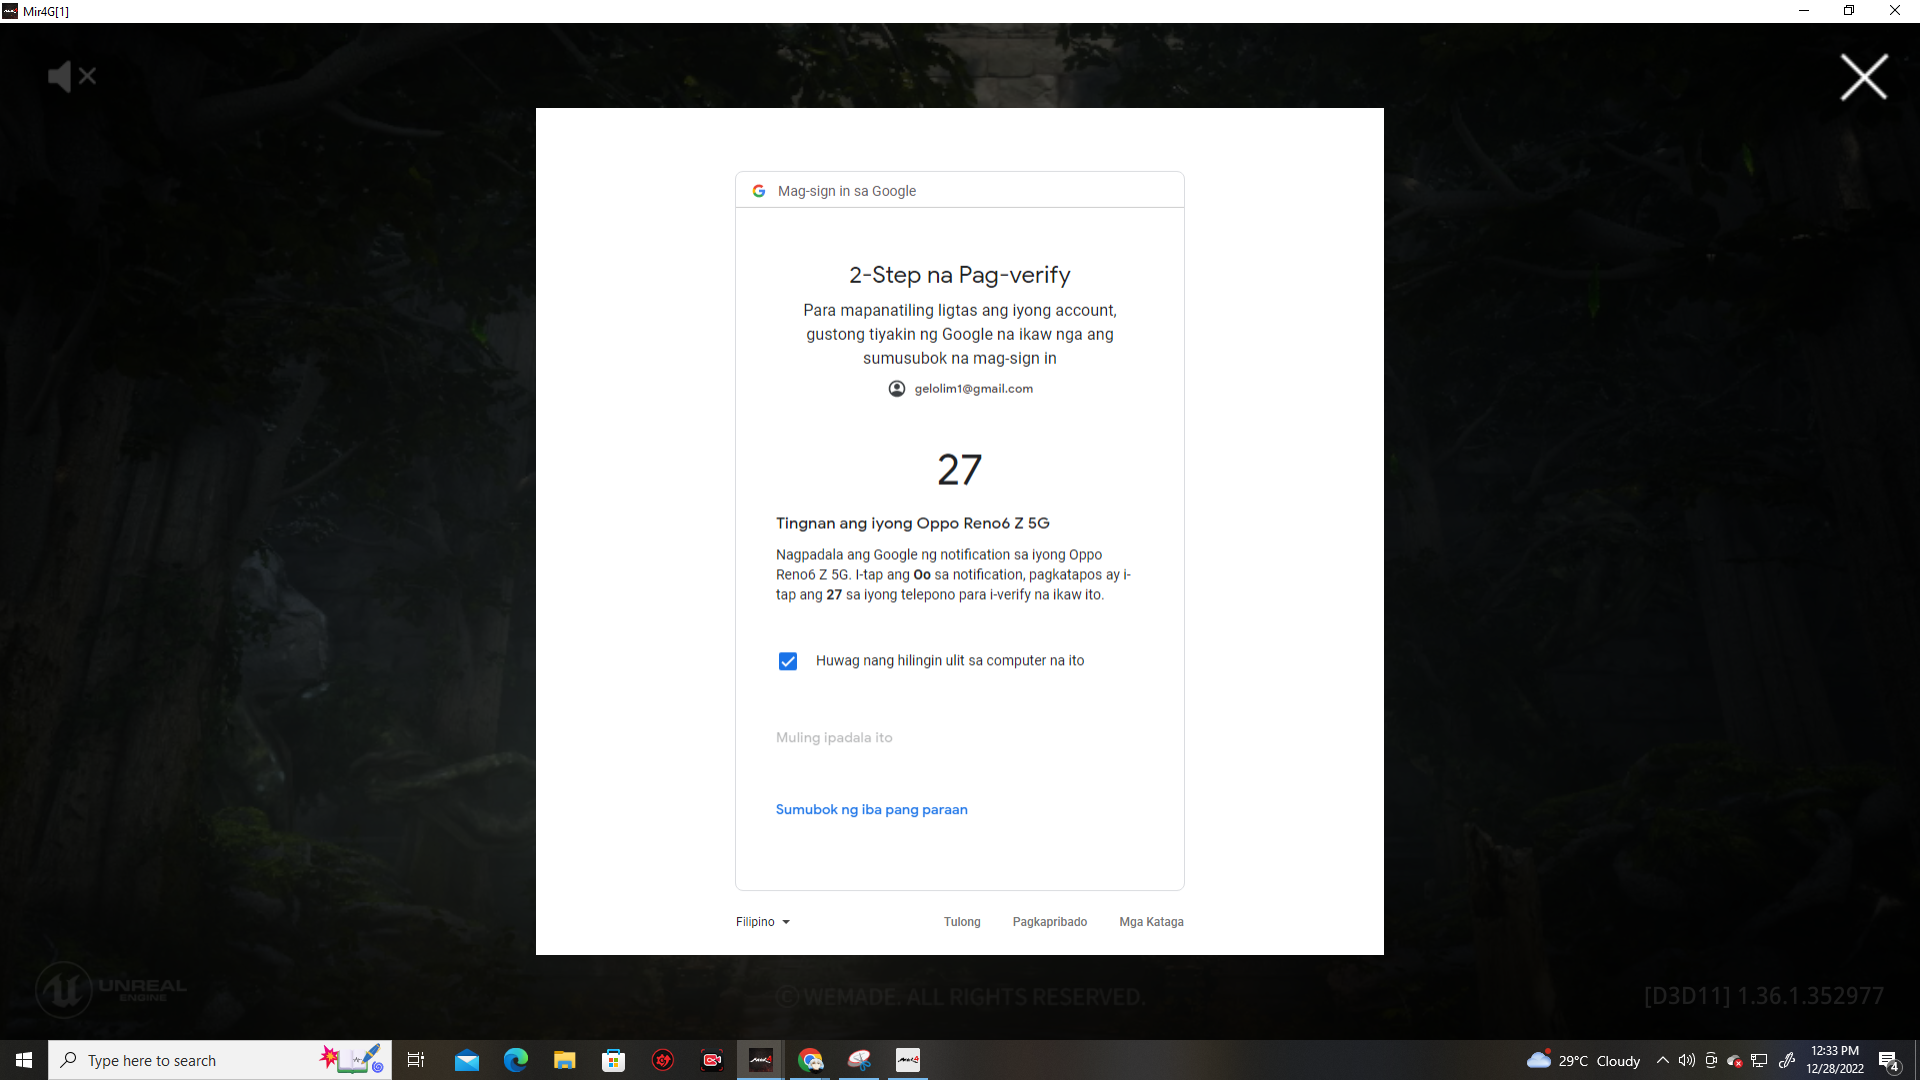 Mir4G[1]
Mag-sign in sa Google
2-Step na Pag-verify
Para mapanatiling ligtas ang iyong account,
gustong tiyakin ng Google na ikaw nga ang
sumusubok na mag-sign in
gelolim1@gmail.com
27
Tingnan ang iyong Oppo Reno6 Z 5G
Nagpadala ang Google ng notification sa iyong Oppo
Reno6 Z 5G. I-tap ang Oo sa notification, pagkatapos ay i-
tap ang 27 sa iyong telepono para i-verify na ikaw ito.
Huwag nang hilingin ulit sa computer na ito
Muling ipadala ito
Sumubok ng iba pang paraan
Filipino
Tulong Pagkapribado Mga Kataga
UNREAL
ENGINE
© WEMADE. ALL RIGHTS RESERVED.
[D3D11] 1.36.1.352977
Type here to search
29°C Cloudy
12:33 PM
12/28/2022
4